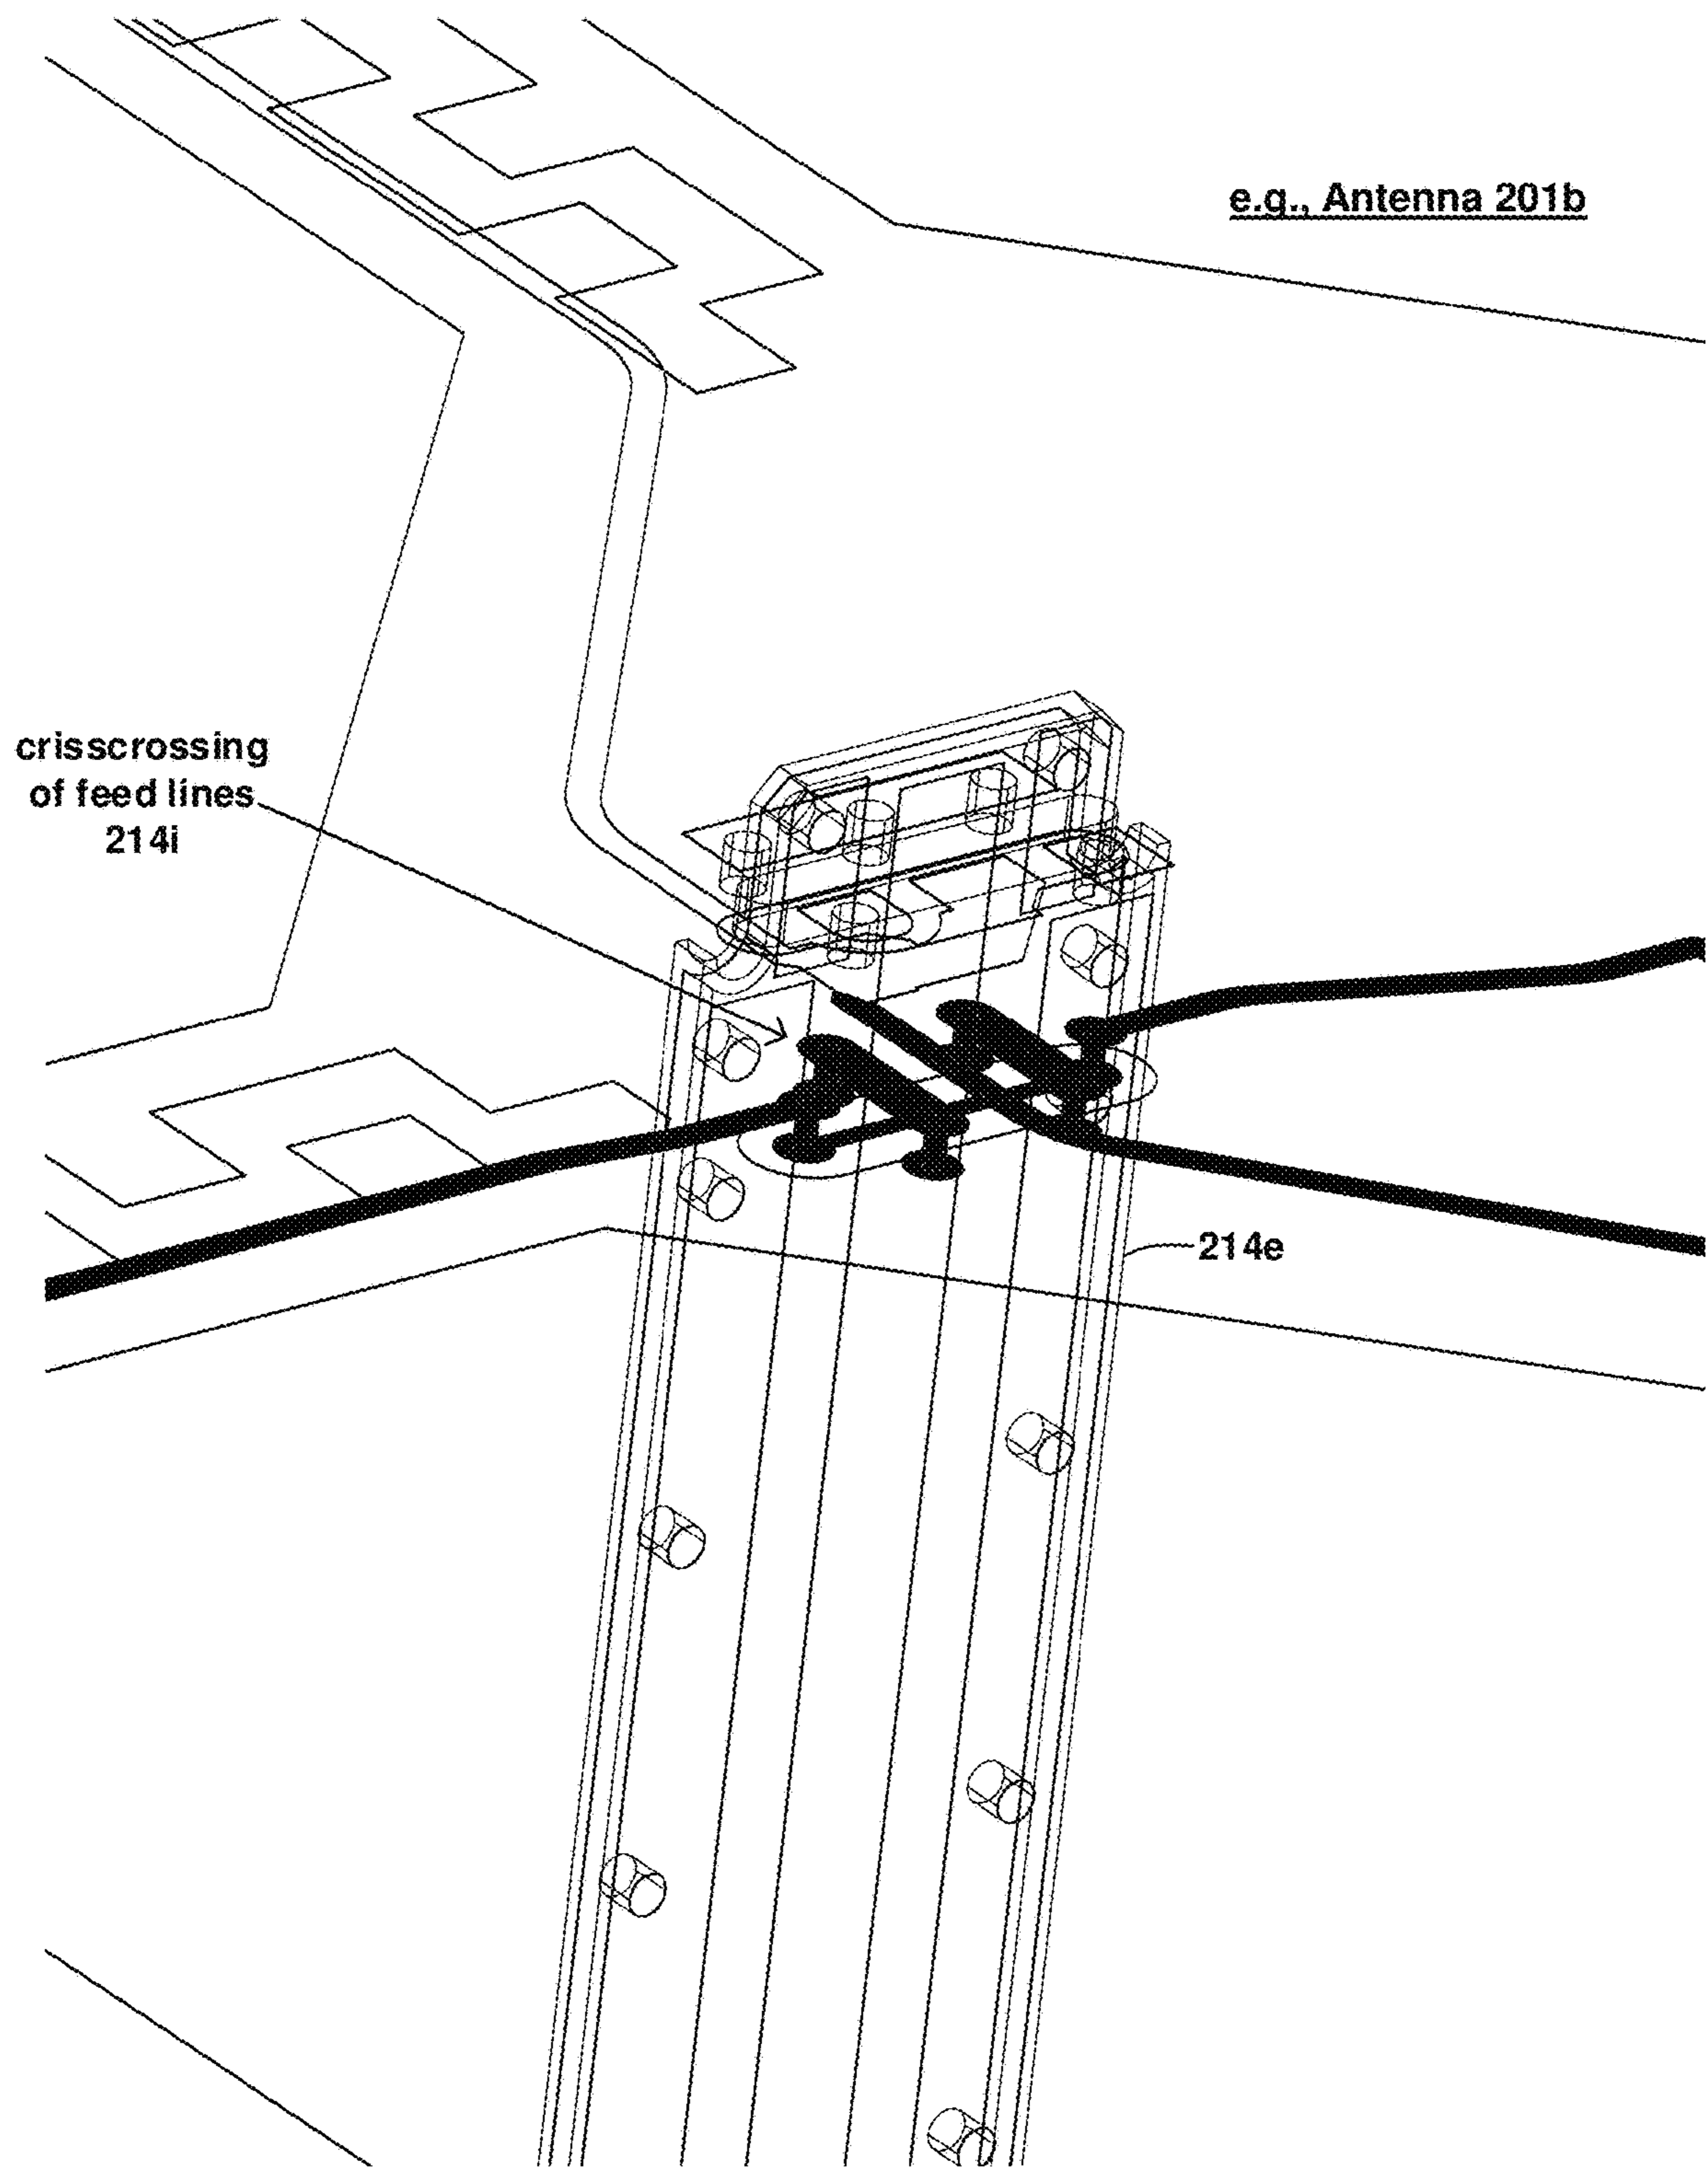 e.g., Antenna 201b
crisscrossing
of feed lines
214i
214e